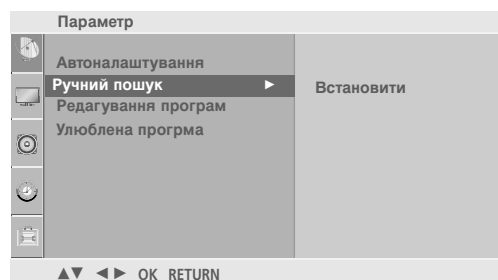 Параметр
Автоналаштування
Ручний пошук ► Встановити
Редагування програм
Улюблена прогрма
▲▼ ◄► OK RETURN